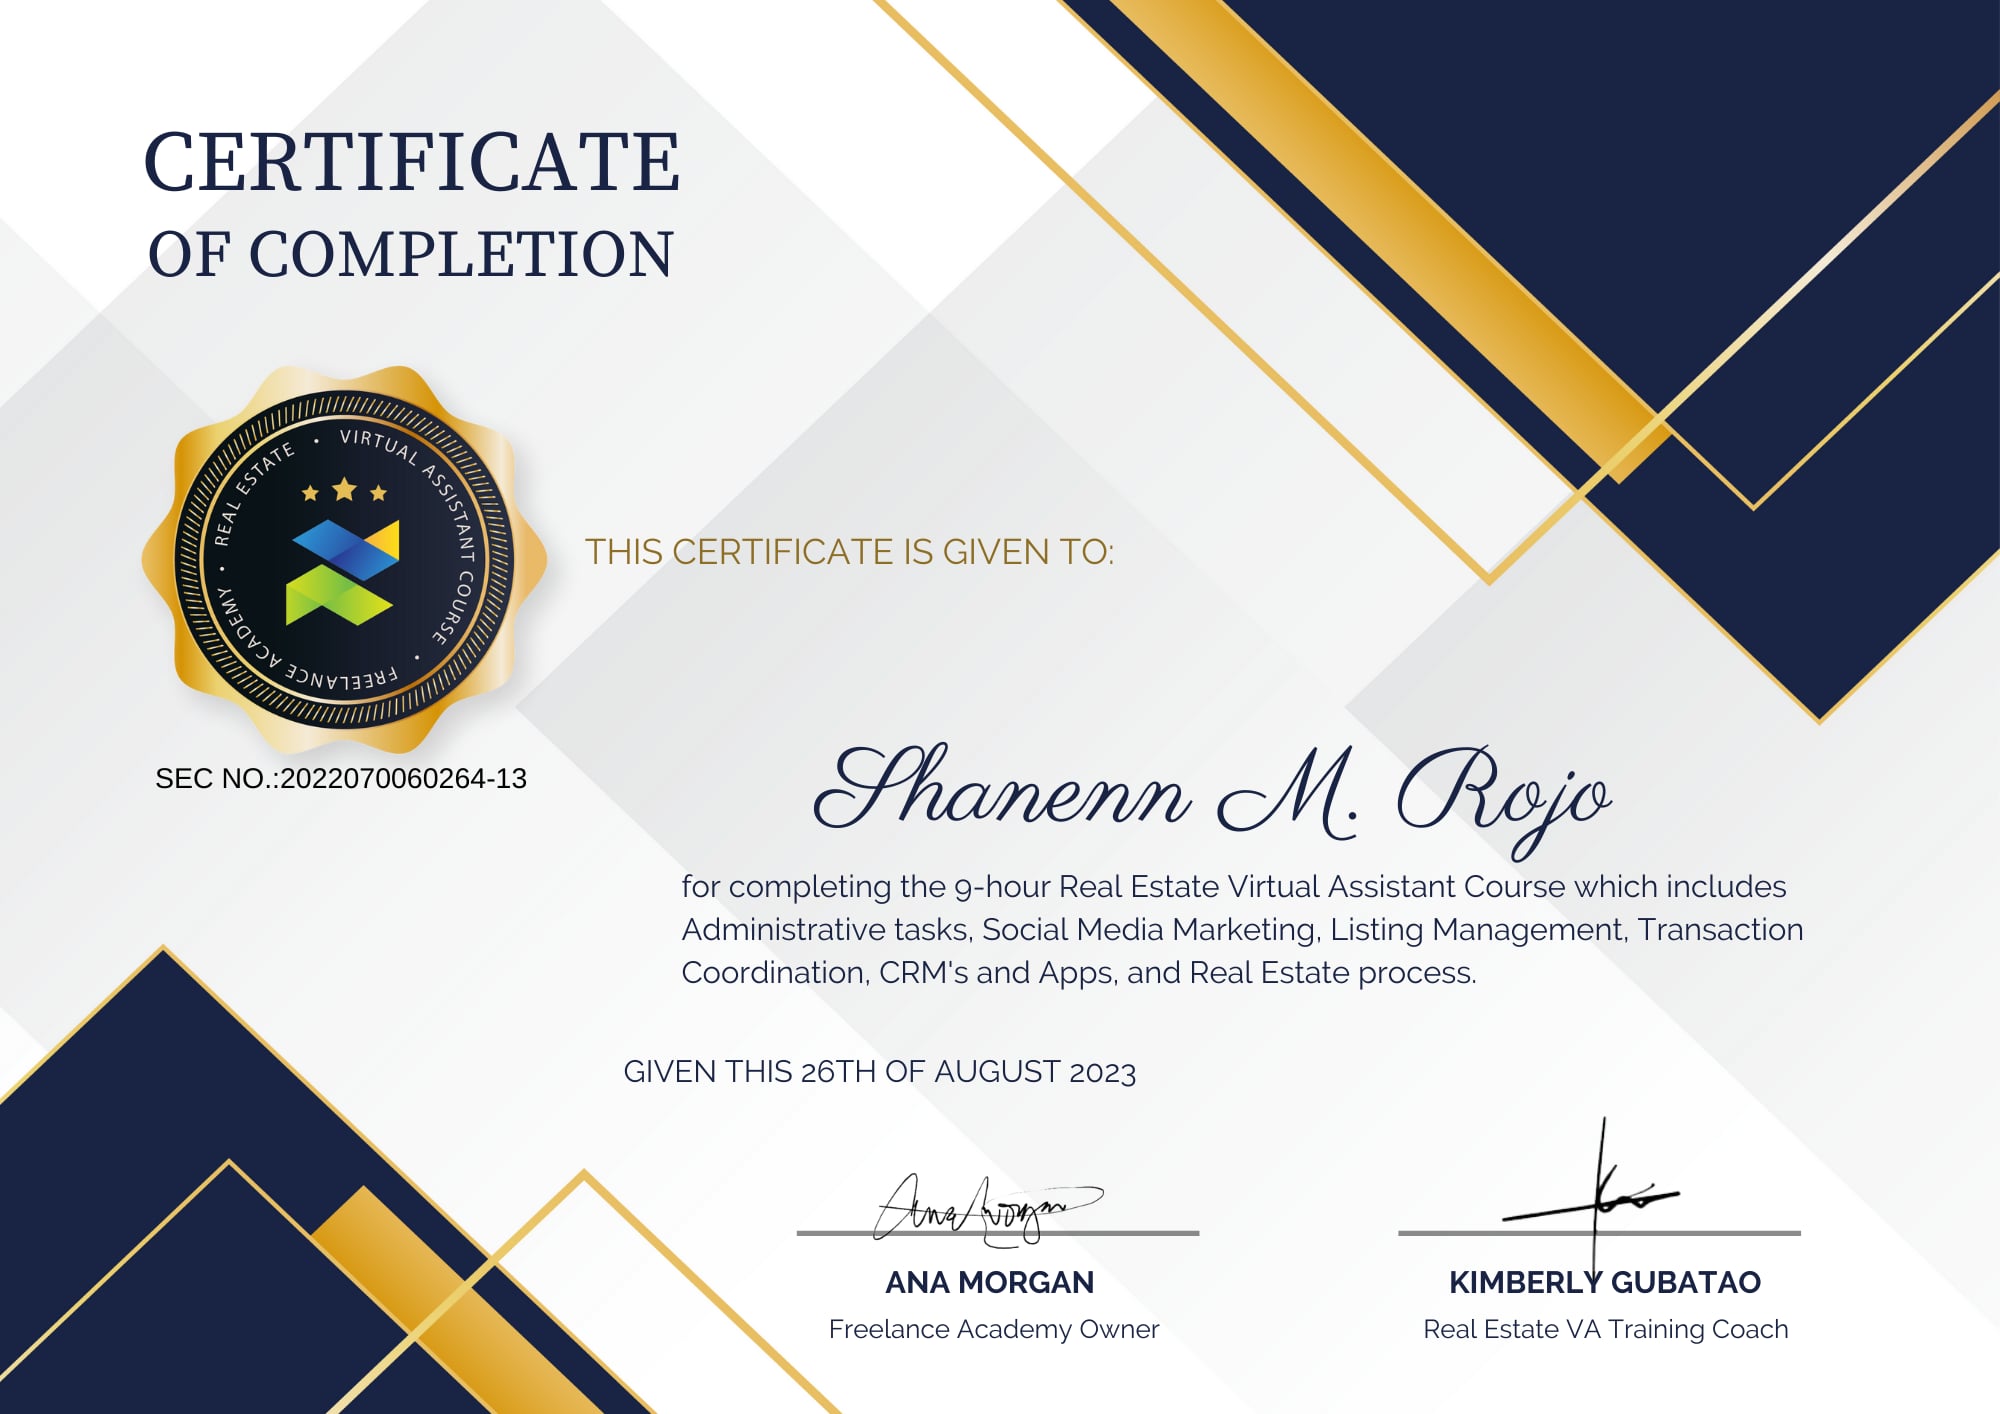 CERTIFICATE
OF COMPLETION
REAL ESTATE • VIRTUAL ASSISTANT COURSE • FREELANCE ACADEMY •
THIS CERTIFICATE IS GIVEN TO:
SEC NO.:2022070060264-13
Shanenn M. Rojo
for completing the 9-hour Real Estate Virtual Assistant Course which includes
Administrative tasks, Social Media Marketing, Listing Management, Transaction
Coordination, CRM's and Apps, and Real Estate process.
GIVEN THIS 26TH OF AUGUST 2023
Ana Morgan
ANA MORGAN
KIMBERLY GUBATAO
Freelance Academy Owner
Real Estate VA Training Coach